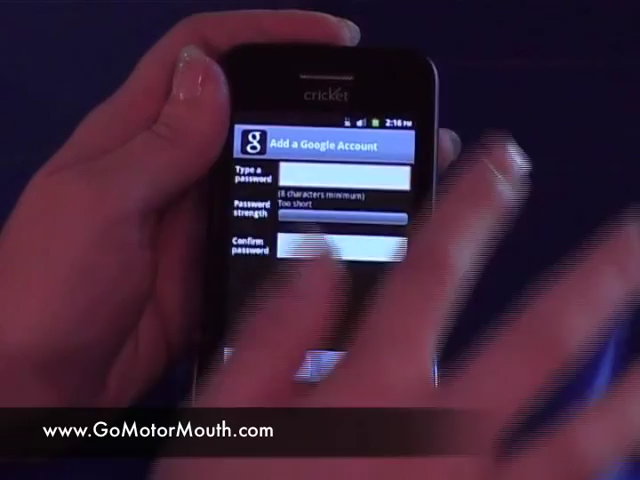 cricket
2:16 PM
g Add a Google Account
Type a
password
(8 characters minimum)
Password
strength
Too short
Confirm
password
www.GoMotorMouth.com